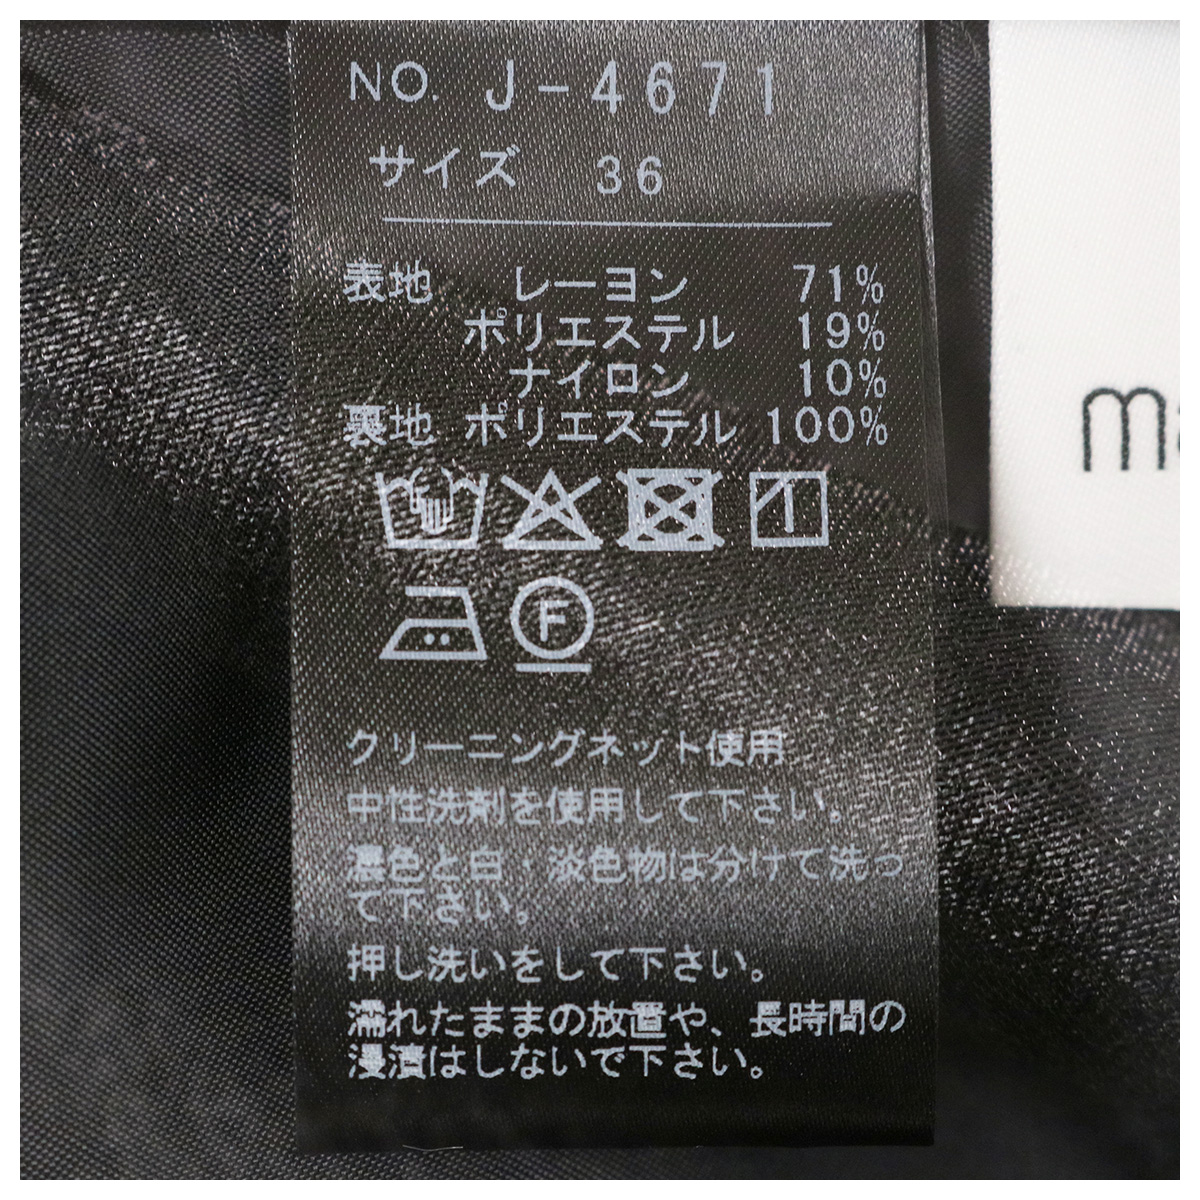 NO. J-4671
サイズ 36
表地 レーヨン 71%
ポリエステル 19%
ナイロン 10%
裏地 ポリエステル 100%
F
クリーニングネット使用
中性洗剤を使用して下さい。
濃色と白・淡色物は分けて洗っ
て下さい。
押し洗いをして下さい。
濡れたままの放置や、長時間の
浸漬はしないで下さい。
ma